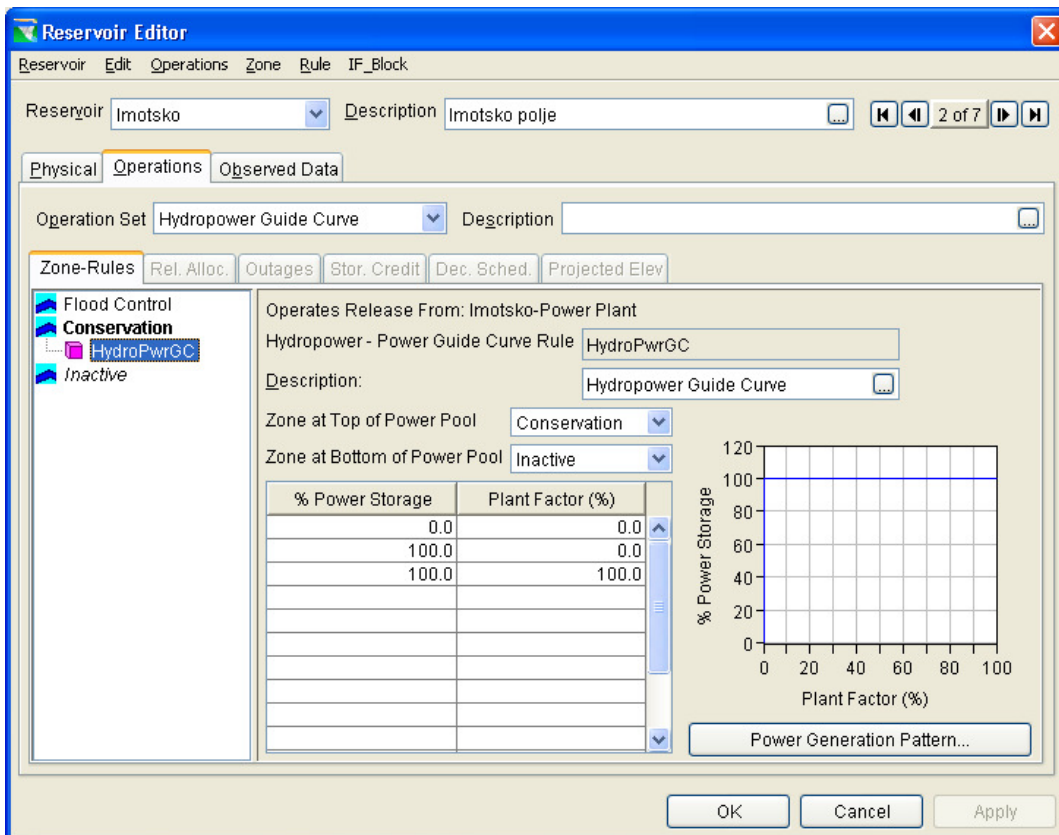 Reservoir Editor
Reservoir Edit Operations Zone Rule IF_Block
Reservoir Imotsko Description Imotsko polje ... 2 of 7
Physical Operations Observed Data
Operation Set Hydropower Guide Curve Description ...
Zone-Rules Rel. Alloc. Outages Stor. Credit Dec. Sched. Projected Elev
Flood Control
Conservation
HydroPwrGC
Inactive
Operates Release From: Imotsko-Power Plant
Hydropower - Power Guide Curve Rule HydroPwrGC
Description: Hydropower Guide Curve ...
Zone at Top of Power Pool Conservation
Zone at Bottom of Power Pool Inactive
% Power Storage Plant Factor (%)
0.0 0.0
100.0 0.0
100.0 100.0
% Power Storage
120
100
80
60
40
20
0
0 20 40 60 80 100
Plant Factor (%)
Power Generation Pattern...
OK Cancel Apply